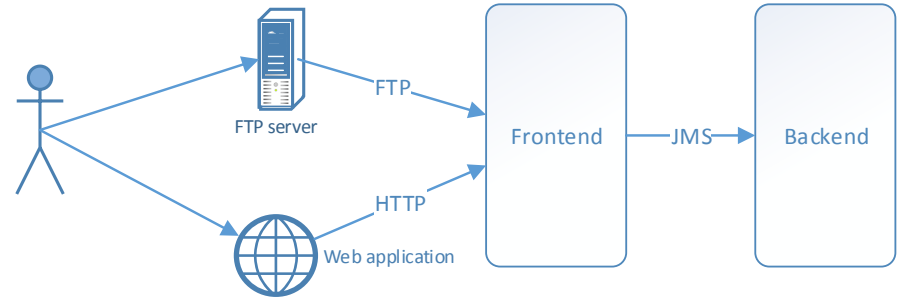 FTP
FTP server
Frontend
JMS
Backend
HTTP
Web application